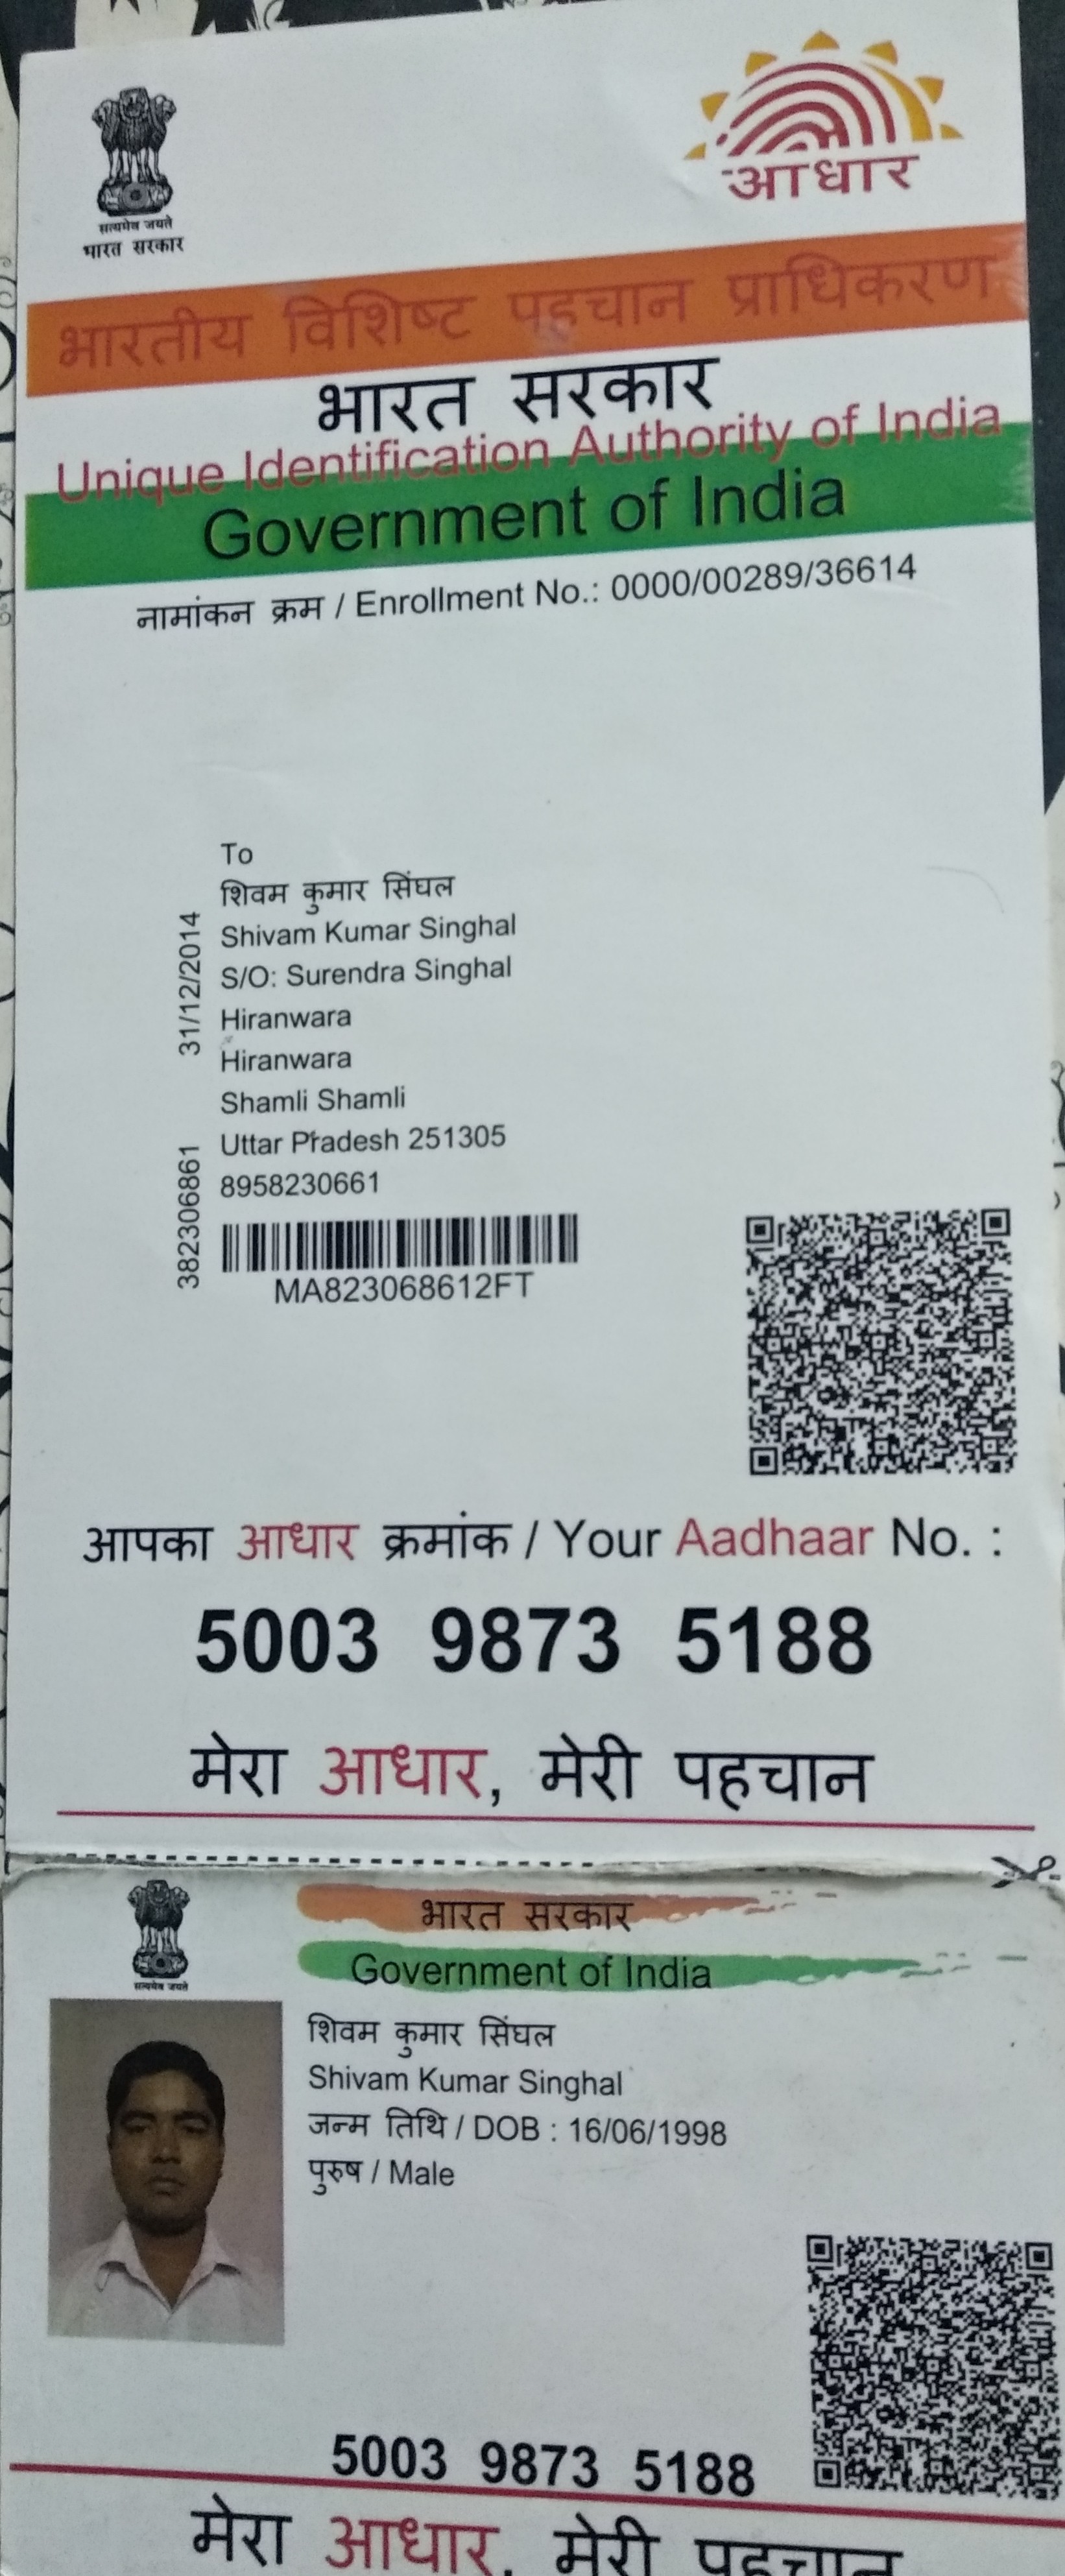 सत्यमेव जयते
भारत सरकार
आधार
भारतीय विशिष्ट पहचान प्राधिकरण
भारत सरकार
Unique Identification Authority of India
Government of India
नामांकन क्रम / Enrollment No.: 0000/00289/36614
To
शिवम कुमार सिंघल
Shivam Kumar Singhal
S/O: Surendra Singhal
Hiranwara
Hiranwara
Shamli Shamli
Uttar Pradesh 251305
8958230661
31/12/2014
382306861
MA823068612FT
आपका आधार क्रमांक / Your Aadhaar No. :
5003 9873 5188
मेरा आधार, मेरी पहचान
सत्यमेव जयते
भारत सरकार
Government of India
शिवम कुमार सिंघल
Shivam Kumar Singhal
जन्म तिथि / DOB : 16/06/1998
पुरुष / Male
5003 9873 5188
मेरा आधार, मेरी पहचान